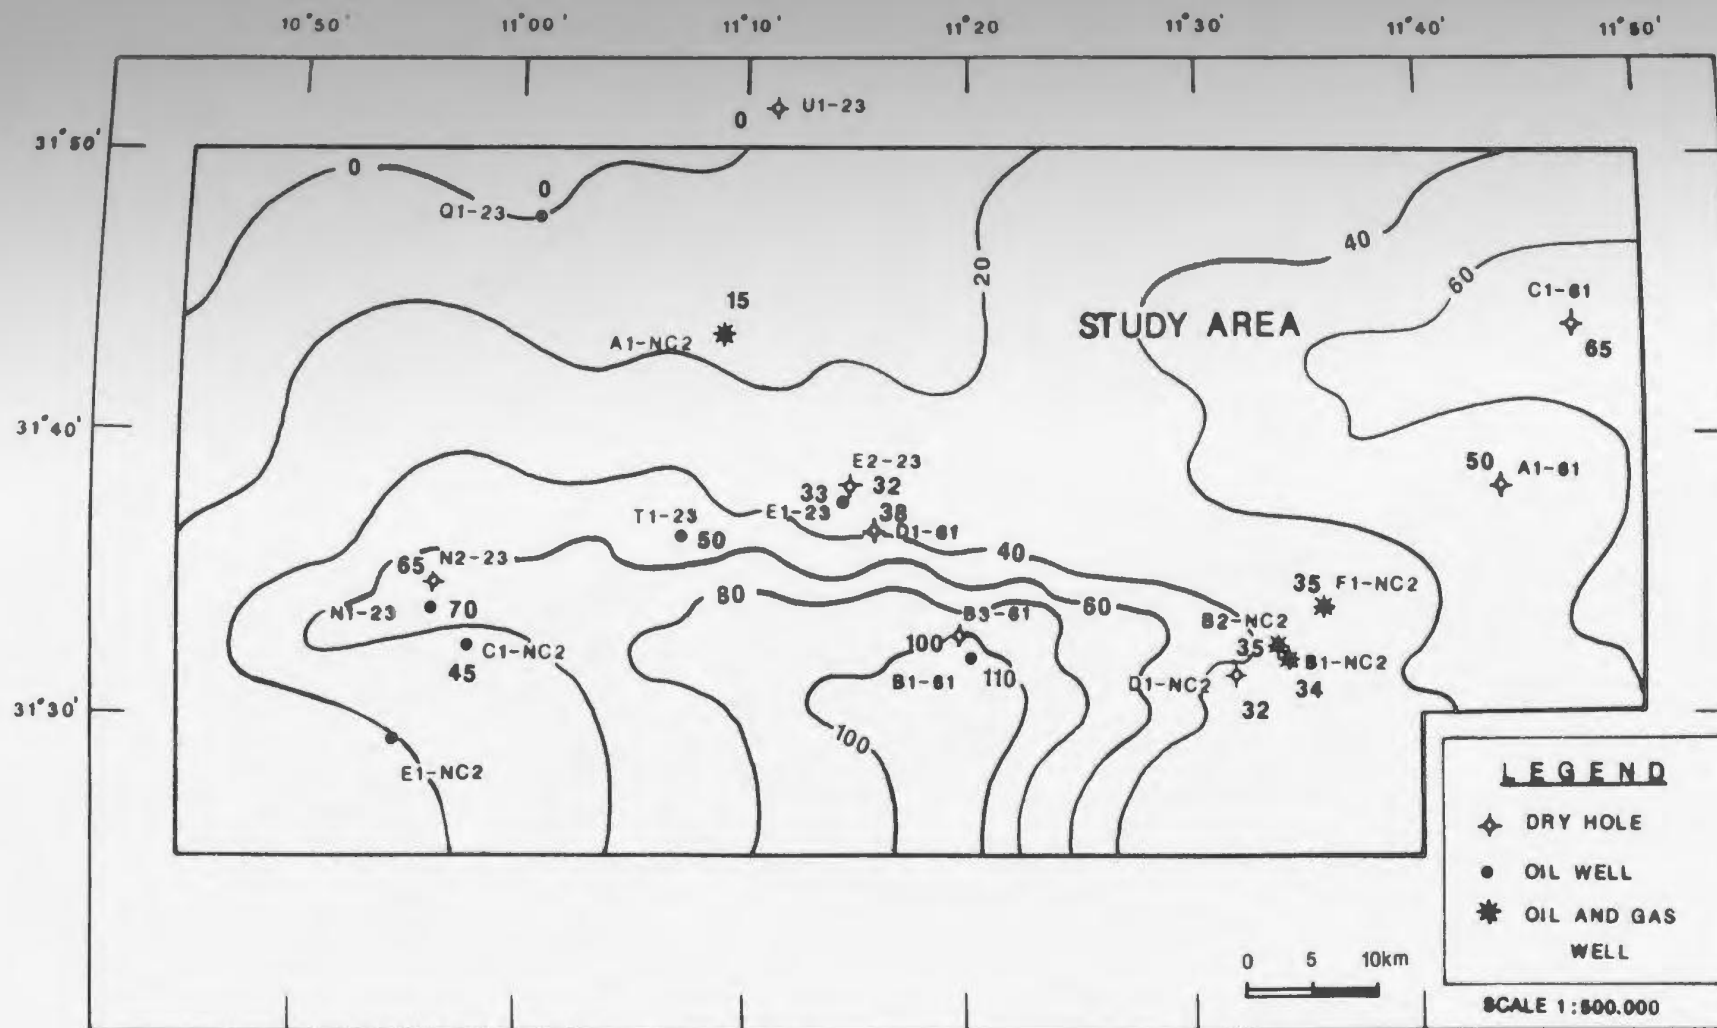 10°50' 11°00' 11°10' 11°20' 11°30' 11°40' 11°50'
U1-23
0
31°50'
0
0
Q1-23
40
20
60
C1-61
15
STUDY AREA
A1-NC2
65
31°40'
E2-23
50 A1-61
33 32
T1-23 E1-23 38 D1-61
50
40
N2-23
65
35 F1-NC2
80
N1-23 70
B3-61
60
B2-NC2
C1-NC2
100
35 B1-NC2
45
B1-61 110
D1-NC2
34
31°30'
32
100
E1-NC2
LEGEND
DRY HOLE
OIL WELL
OIL AND GAS
WELL
0 5 10km
SCALE 1:500.000